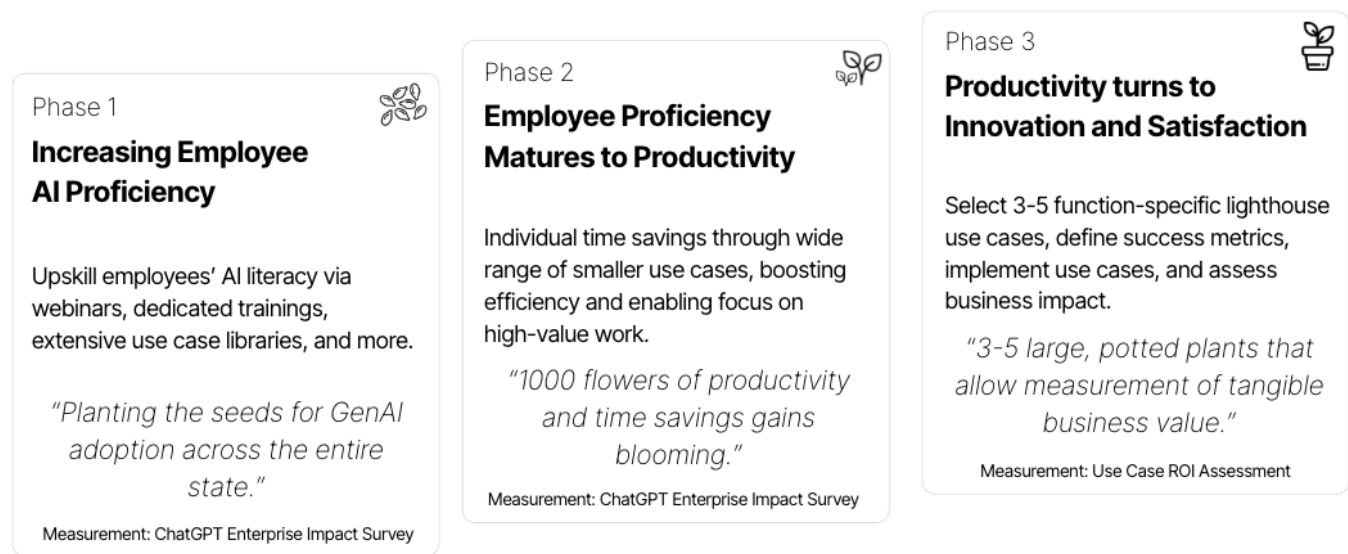 Phase 1
Increasing Employee
AI Proficiency
Upskill employees’ AI literacy via
webinars, dedicated trainings,
extensive use case libraries, and more.
“Planting the seeds for GenAI
adoption across the entire
state.”
Measurement: ChatGPT Enterprise Impact Survey
Phase 2
Employee Proficiency
Matures to Productivity
Individual time savings through wide
range of smaller use cases, boosting
efficiency and enabling focus on
high-value work.
“1000 flowers of productivity
and time savings gains
blooming.”
Measurement: ChatGPT Enterprise Impact Survey
Phase 3
Productivity turns to
Innovation and Satisfaction
Select 3-5 function-specific lighthouse
use cases, define success metrics,
implement use cases, and assess
business impact.
“3-5 large, potted plants that
allow measurement of tangible
business value.”
Measurement: Use Case ROI Assessment